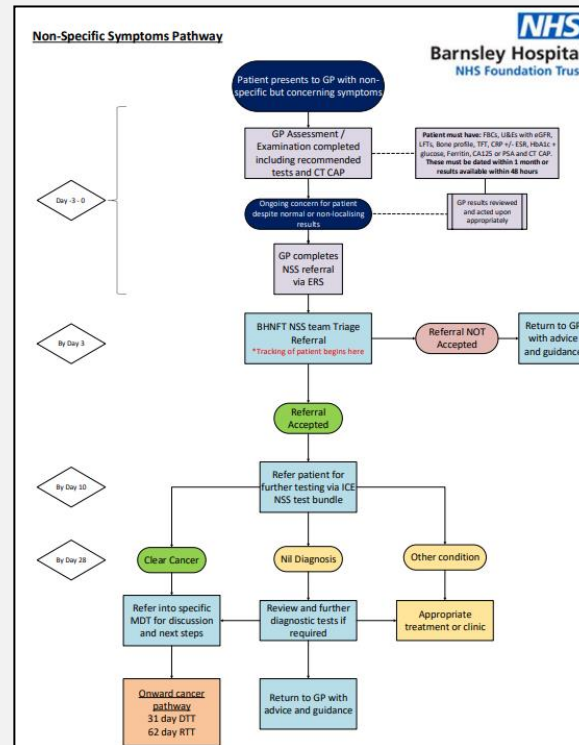 Non-Specific Symptoms Pathway
NHS
Barnsley Hospita
NHS Foundation Trus
Patient presents to GP with non-
specific but concerning symptoms
GP Assessment /
Examination completed
including recommended
tests and CT CAP
Patient must have: FBCs, U&Es with eGFR,
LFTs, Bone profile, TFT, CRP +/- ESR, HbA1c +
glucose, Ferritin, CA125 or PSA and CT CAP.
These must be dated within 1 month or
results available within 48 hours
Day -3 - 0
Ongoing concern for patient
despite normal or non-localising
results
GP results reviewed
and acted upon
appropriately
GP completes
NSS referral
via ERS
By Day 3
BHNFT NSS team Triage
Referral
*Tracking of patient begins here
Referral NOT
Accepted
Return to GP
with advice
and guidance
Referral
Accepted
By Day 10
Refer patient for
further testing via ICE
NSS test bundle
By Day 28
Clear Cancer
Nil Diagnosis
Other condition
Refer into specific
MDT for discussion
and next steps
Review and further
diagnostic tests if
required
Appropriate
treatment or clinic
Onward cancer
pathway
31 day DTT
62 day RTT
Return to GP with
advice and guidance